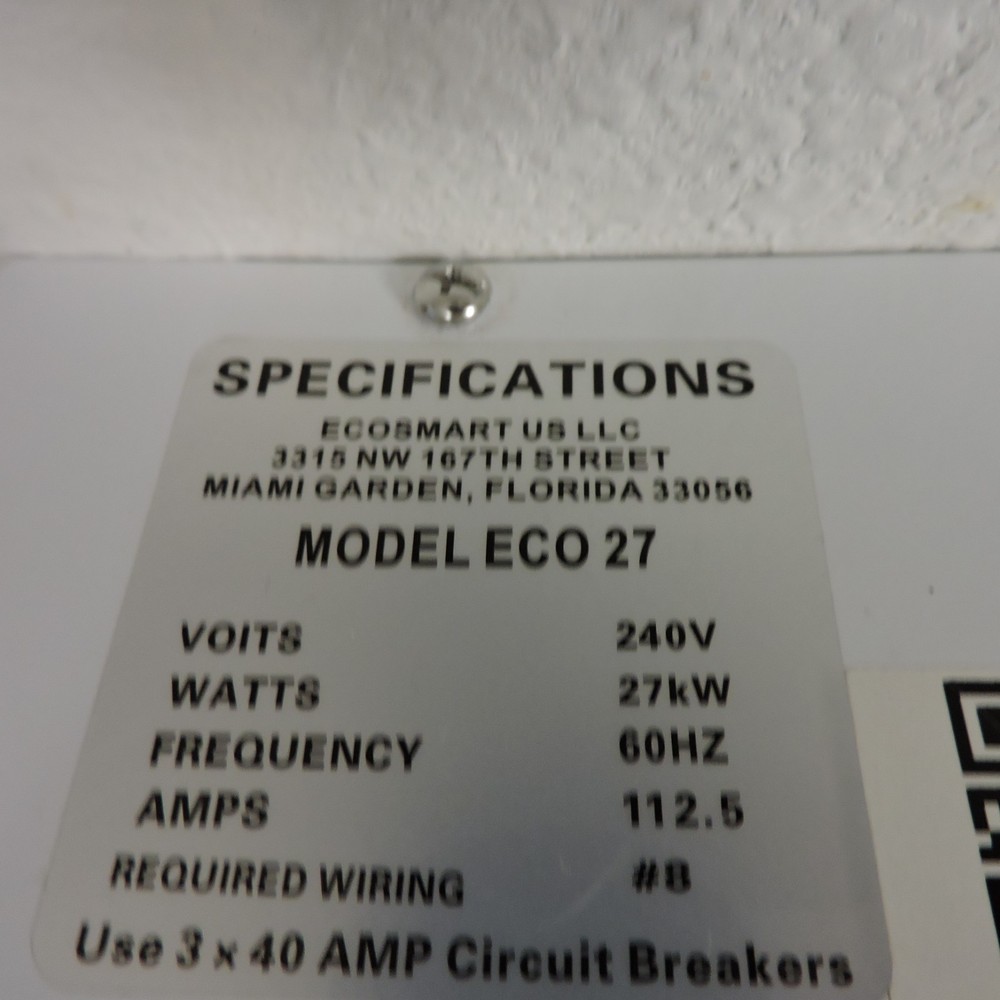 SPECIFICATIONS
ECOSMART US LLC
3315 NW 167TH STREET
MIAMI GARDEN, FLORIDA 33056
MODEL ECO 27
VOITS 240V
WATTS 27kW
FREQUENCY 60HZ
AMPS 112.5
REQUIRED WIRING #8
Use 3 x 40 AMP Circuit Breakers